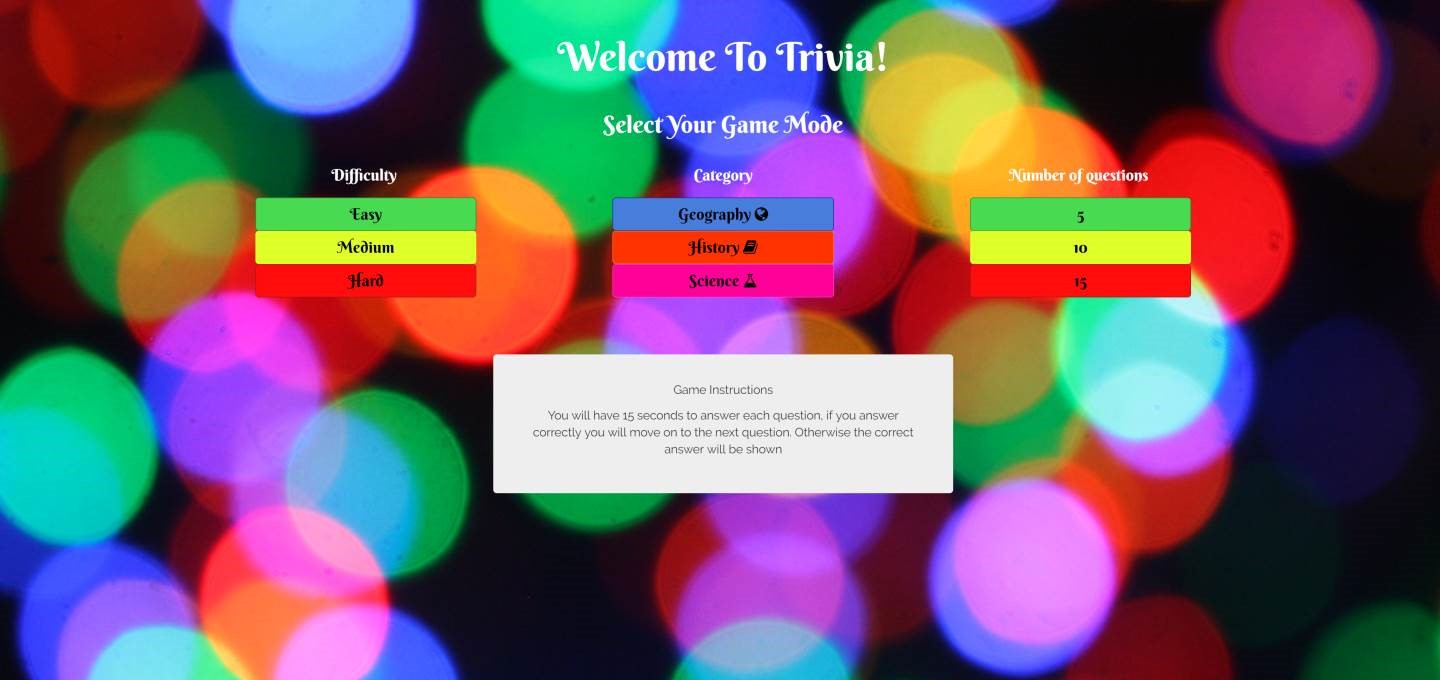 Welcome To Trivia!
Select Your Game Mode
Difficulty
Easy
Medium
Hard
Category
Geography
History
Science
Number of questions
5
10
15
Game Instructions
You will have 15 seconds to answer each question, if you answer
correctly you will move on to the next question. Otherwise the correct
answer will be shown